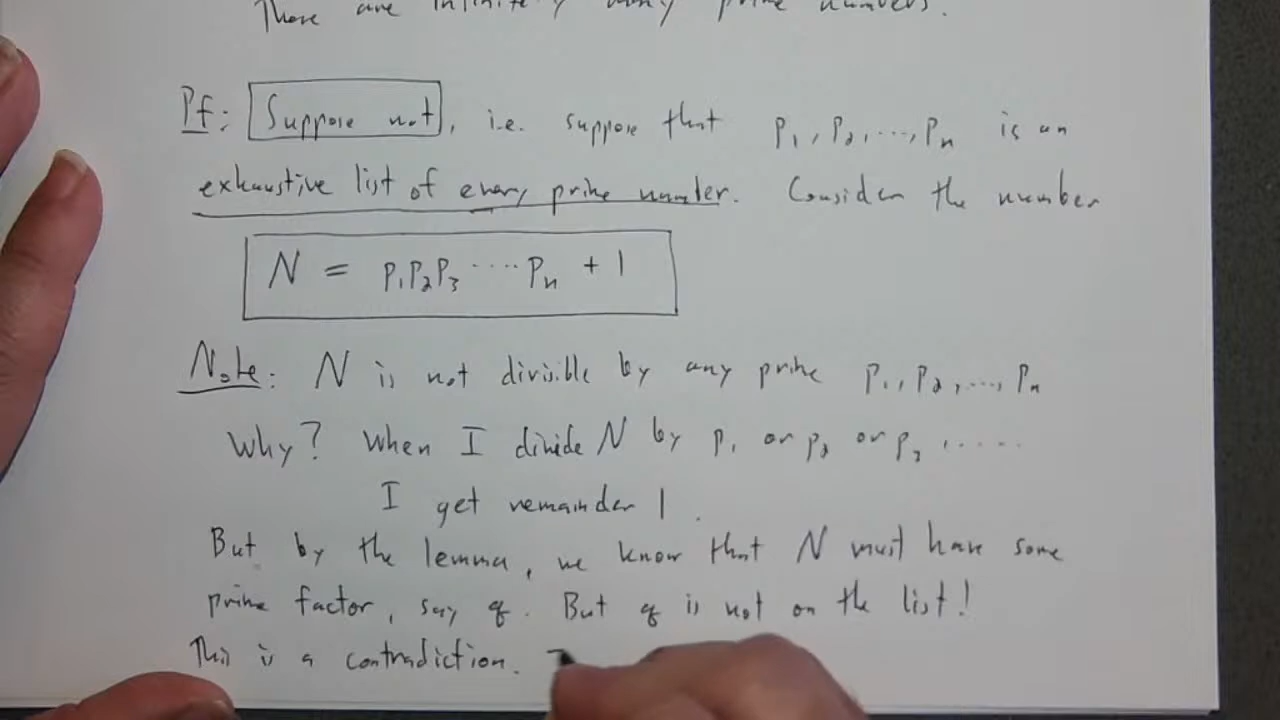 There are infinitely many prime numbers.
Pf: Suppose not, i.e. suppose that p₁, p₂, ..., pₙ is an
exhaustive list of every prime number. Consider the number
N = p₁p₂p₃ ···· pₙ + 1
Note: N is not divisible by any prime p₁, p₂, ..., pₙ
Why? When I divide N by p₁ or p₂ or p₃ ......
I get remainder 1.
But by the lemma, we know that N must have some
prime factor, say q. But q is not on the list!
This is a contradiction.